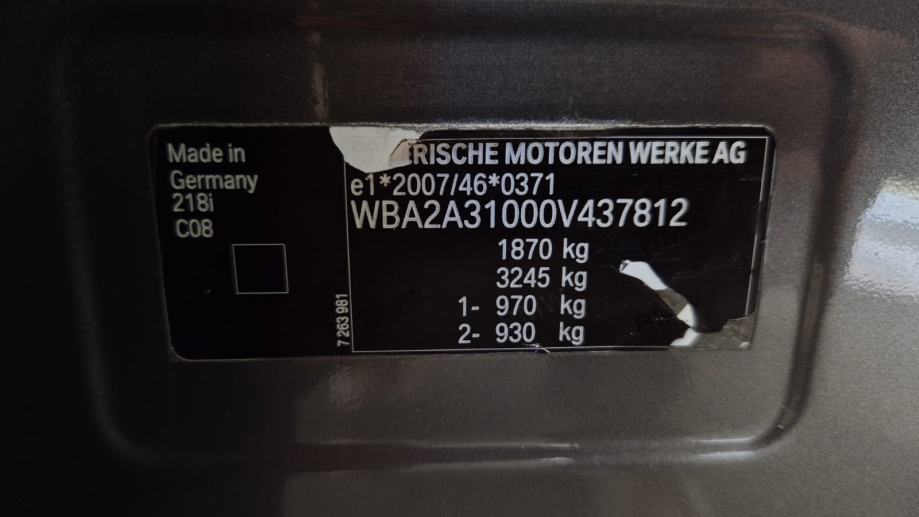 Made in
Germany
218i
C08
ERISCHE MOTOREN WERKE AG
e1*2007/46*0371
WBA2A31000V437812
1870 kg
3245 kg
1- 970 kg
2- 930 kg
7 263 981